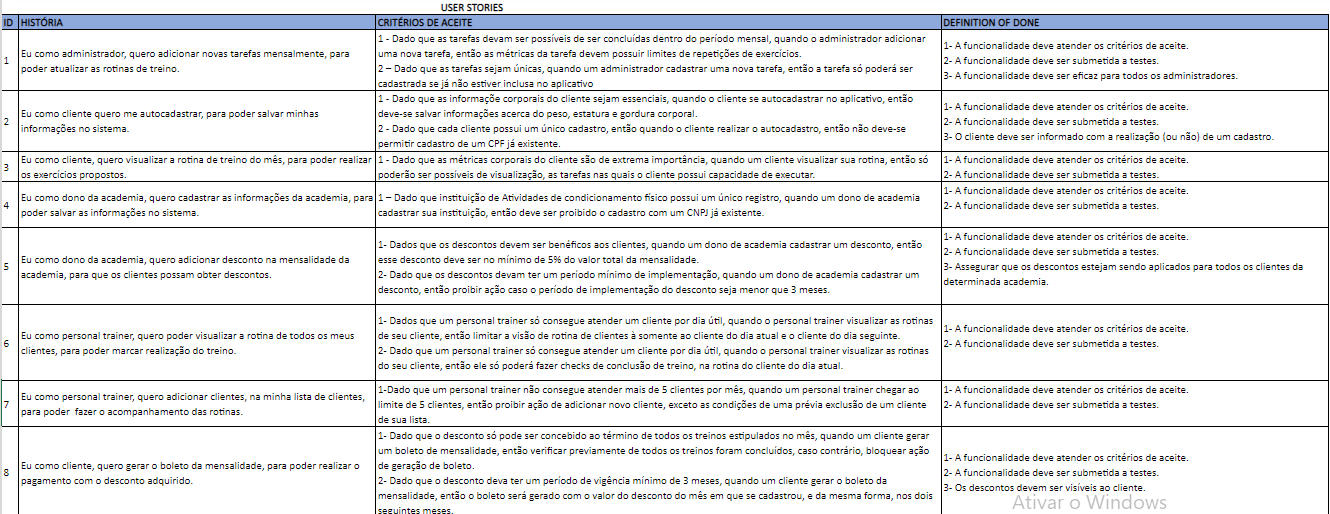 USER STORIES
ID HISTÓRIA CRITÉRIOS DE ACEITE DEFINITION OF DONE
1
Eu como administrador, quero adicionar novas tarefas mensalmente, para
poder atualizar as rotinas de treino.
1 - Dado que as tarefas devam ser possíveis de ser concluídas dentro do período mensal, quando o administrador adicionar
uma nova tarefa, então as métricas da tarefa devem possuir limites de repetições de exercícios.
2 – Dado que as tarefas sejam únicas, quando um administrador cadastrar uma nova tarefa, então a tarefa só poderá ser
cadastrada se já não estiver inclusa no aplicativo
1- A funcionalidade deve atender os critérios de aceite.
2- A funcionalidade deve ser submetida a testes.
3- A funcionalidade deve ser eficaz para todos os administradores.
2
Eu como cliente quero me autocadastrar, para poder salvar minhas
informações no sistema.
1 - Dado que as informaçõe corporais do cliente sejam essenciais, quando o cliente se autocadastrar no aplicativo, então
deve-se salvar informações acerca do peso, estatura e gordura corporal.
2 - Dado que cada cliente possui um único cadastro, então quando o cliente realizar o autocadastro, então não deve-se
permitir cadastro de um CPF já existente.
1- A funcionalidade deve atender os critérios de aceite.
2- A funcionalidade deve ser submetida a testes.
3- O cliente deve ser informado com a realização (ou não) de um cadastro.
3
Eu como cliente, quero visualizar a rotina de treino do mês, para poder realizar
os exercícios propostos.
1 - Dado que as métricas corporais do cliente são de extrema importância, quando um cliente visualizar sua rotina, então só
poderão ser possíveis de visualização, as tarefas nas quais o cliente possui capacidade de executar.
1- A funcionalidade deve atender os critérios de aceite.
2- A funcionalidade deve ser submetida a testes.
4
Eu como dono da academia, quero cadastrar as informações da academia, para
poder salvar as informações no sistema.
1 – Dado que instituição de Atividades de condicionamento físico possui um único registro, quando um dono de academia
cadastrar sua instituição, então deve ser proibido o cadastro com um CNPJ já existente.
1- A funcionalidade deve atender os critérios de aceite.
2- A funcionalidade deve ser submetida a testes.
5
Eu como dono da academia, quero adicionar desconto na mensalidade da
academia, para que os clientes possam obter descontos.
1- Dados que os descontos devem ser benéficos aos clientes, quando um dono de academia cadastrar um desconto, então
esse desconto deve ser no mínimo de 5% do valor total da mensalidade.
2- Dado que os descontos devam ter um período mínimo de implementação, quando um dono de academia cadastrar um
desconto, então proibir ação caso o período de implementação do desconto seja menor que 3 meses.
1- A funcionalidade deve atender os critérios de aceite.
2- A funcionalidade deve ser submetida a testes.
3- Assegurar que os descontos estejam sendo aplicados para todos os clientes da
determinada academia.
6
Eu como personal trainer, quero poder visualizar a rotina de todos os meus
clientes, para poder marcar realização do treino.
1- Dados que um personal trainer só consegue atender um cliente por dia útil, quando o personal trainer visualizar as rotinas
de seu cliente, então limitar a visão de rotina de clientes à somente ao cliente do dia atual e o cliente do dia seguinte.
2- Dado que um personal trainer só consegue atender um cliente por dia útil, quando o personal trainer visualizar as rotinas
do seu cliente, então ele só poderá fazer checks de conclusão de treino, na rotina do cliente do dia atual.
1- A funcionalidade deve atender os critérios de aceite.
2- A funcionalidade deve ser submetida a testes.
7
Eu como personal trainer, quero adicionar clientes, na minha lista de clientes,
para poder fazer o acompanhamento das rotinas.
1-Dado que um personal trainer não consegue atender mais de 5 clientes por mês, quando um personal trainer chegar ao
limite de 5 clientes, então proibir ação de adicionar novo cliente, exceto as condições de uma prévia exclusão de um cliente
de sua lista.
1- A funcionalidade deve atender os critérios de aceite.
2- A funcionalidade deve ser submetida a testes.
8
Eu como cliente, quero gerar o boleto da mensalidade, para poder realizar o
pagamento com o desconto adquirido.
1- Dado que o desconto só pode ser concebido ao término de todos os treinos estipulados no mês, quando um cliente gerar
um boleto de mensalidade, então verificar previamente de todos os treinos foram concluídos, caso contrário, bloquear ação
de geração de boleto.
2- Dado que o desconto deva ter um período de vigência mínimo de 3 meses, quando um cliente gerar o boleto da
mensalidade, então o boleto será gerado com o valor do desconto do mês em que se cadastrou, e da mesma forma, nos dois
seguintes meses.
1- A funcionalidade deve atender os critérios de aceite.
2- A funcionalidade deve ser submetida a testes.
3- Os descontos devem ser visíveis ao cliente.
Ativar o Windows